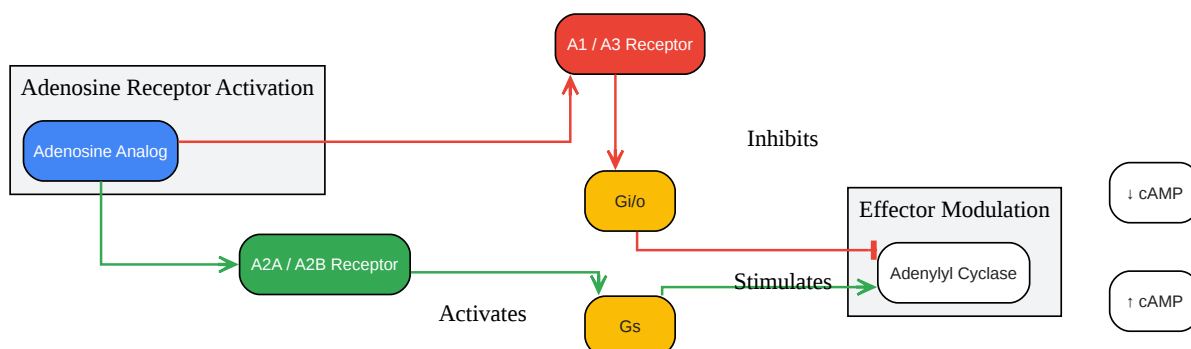 A1 / A3 Receptor
Adenosine Receptor Activation
Adenosine Analog
Inhibits
Gi/o
↓ cAMP
Effector Modulation
A2A / A2B Receptor
Adenylyl Cyclase
Stimulates
Activates
Gs
↑ cAMP